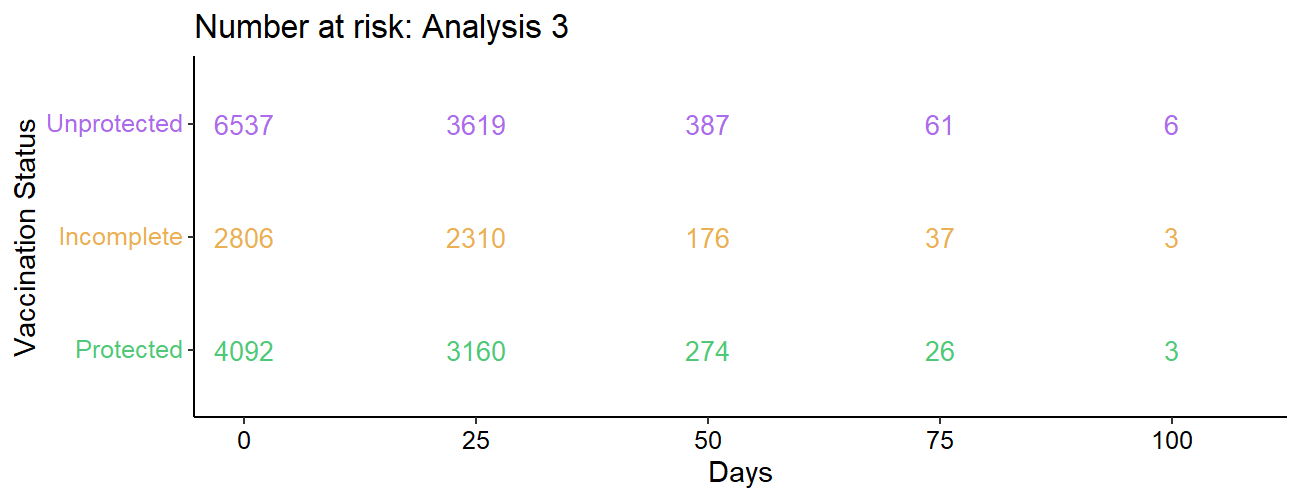 Number at risk: Analysis 3
Vaccination Status
Unprotected 6537 3619 387 61 6
Incomplete 2806 2310 176 37 3
Protected 4092 3160 274 26 3
0 25 50 75 100
Days